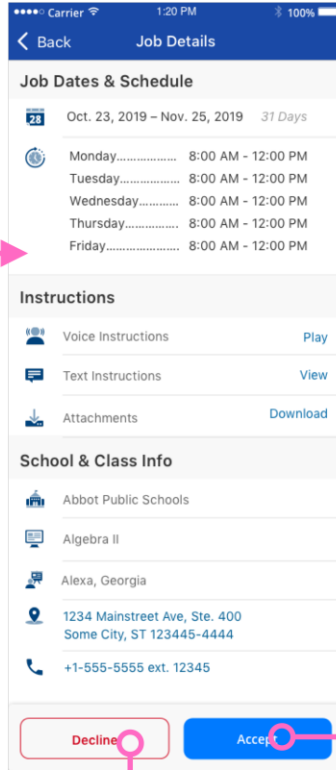 Carrier 1:20 PM 100%
Back Job Details
Job Dates & Schedule
28 Oct. 23, 2019 – Nov. 25, 2019 31 Days
Monday................. 8:00 AM - 12:00 PM
Tuesday................ 8:00 AM - 12:00 PM
Wednesday........... 8:00 AM - 12:00 PM
Thursday............... 8:00 AM - 12:00 PM
Friday.................... 8:00 AM - 12:00 PM
Instructions
Voice Instructions Play
Text Instructions View
Attachments Download
School & Class Info
Abbot Public Schools
Algebra II
Alexa, Georgia
1234 Mainstreet Ave, Ste. 400
Some City, ST 123445-4444
+1-555-5555 ext. 12345
Decline Accept